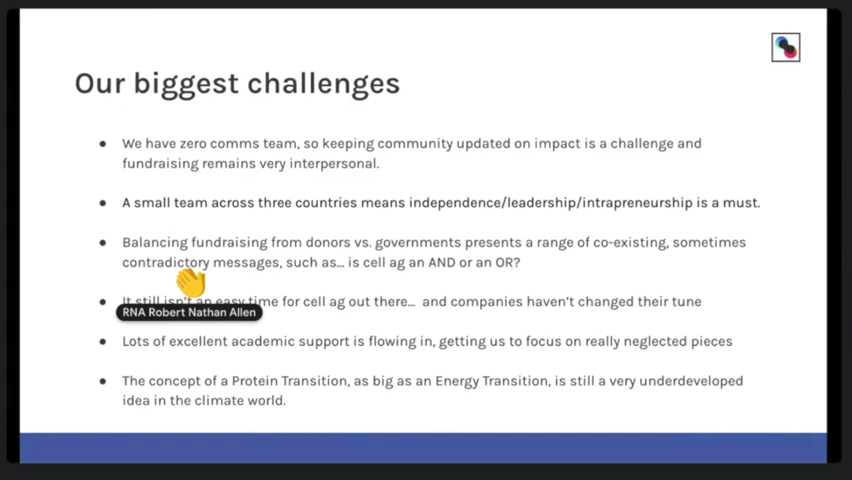 Our biggest challenges
We have zero comms team, so keeping community updated on impact is a challenge and
fundraising remains very interpersonal.
A small team across three countries means independence/leadership/intrapreneurship is a must.
Balancing fundraising from donors vs. governments presents a range of co-existing, sometimes
contradictory messages, such as... is cell ag an AND or an OR?
It still isn't an easy time for cell ag out there... and companies haven't changed their tune
RNA Robert Nathan Allen
Lots of excellent academic support is flowing in, getting us to focus on really neglected pieces
The concept of a Protein Transition, as big as an Energy Transition, is still a very underdeveloped
idea in the climate world.